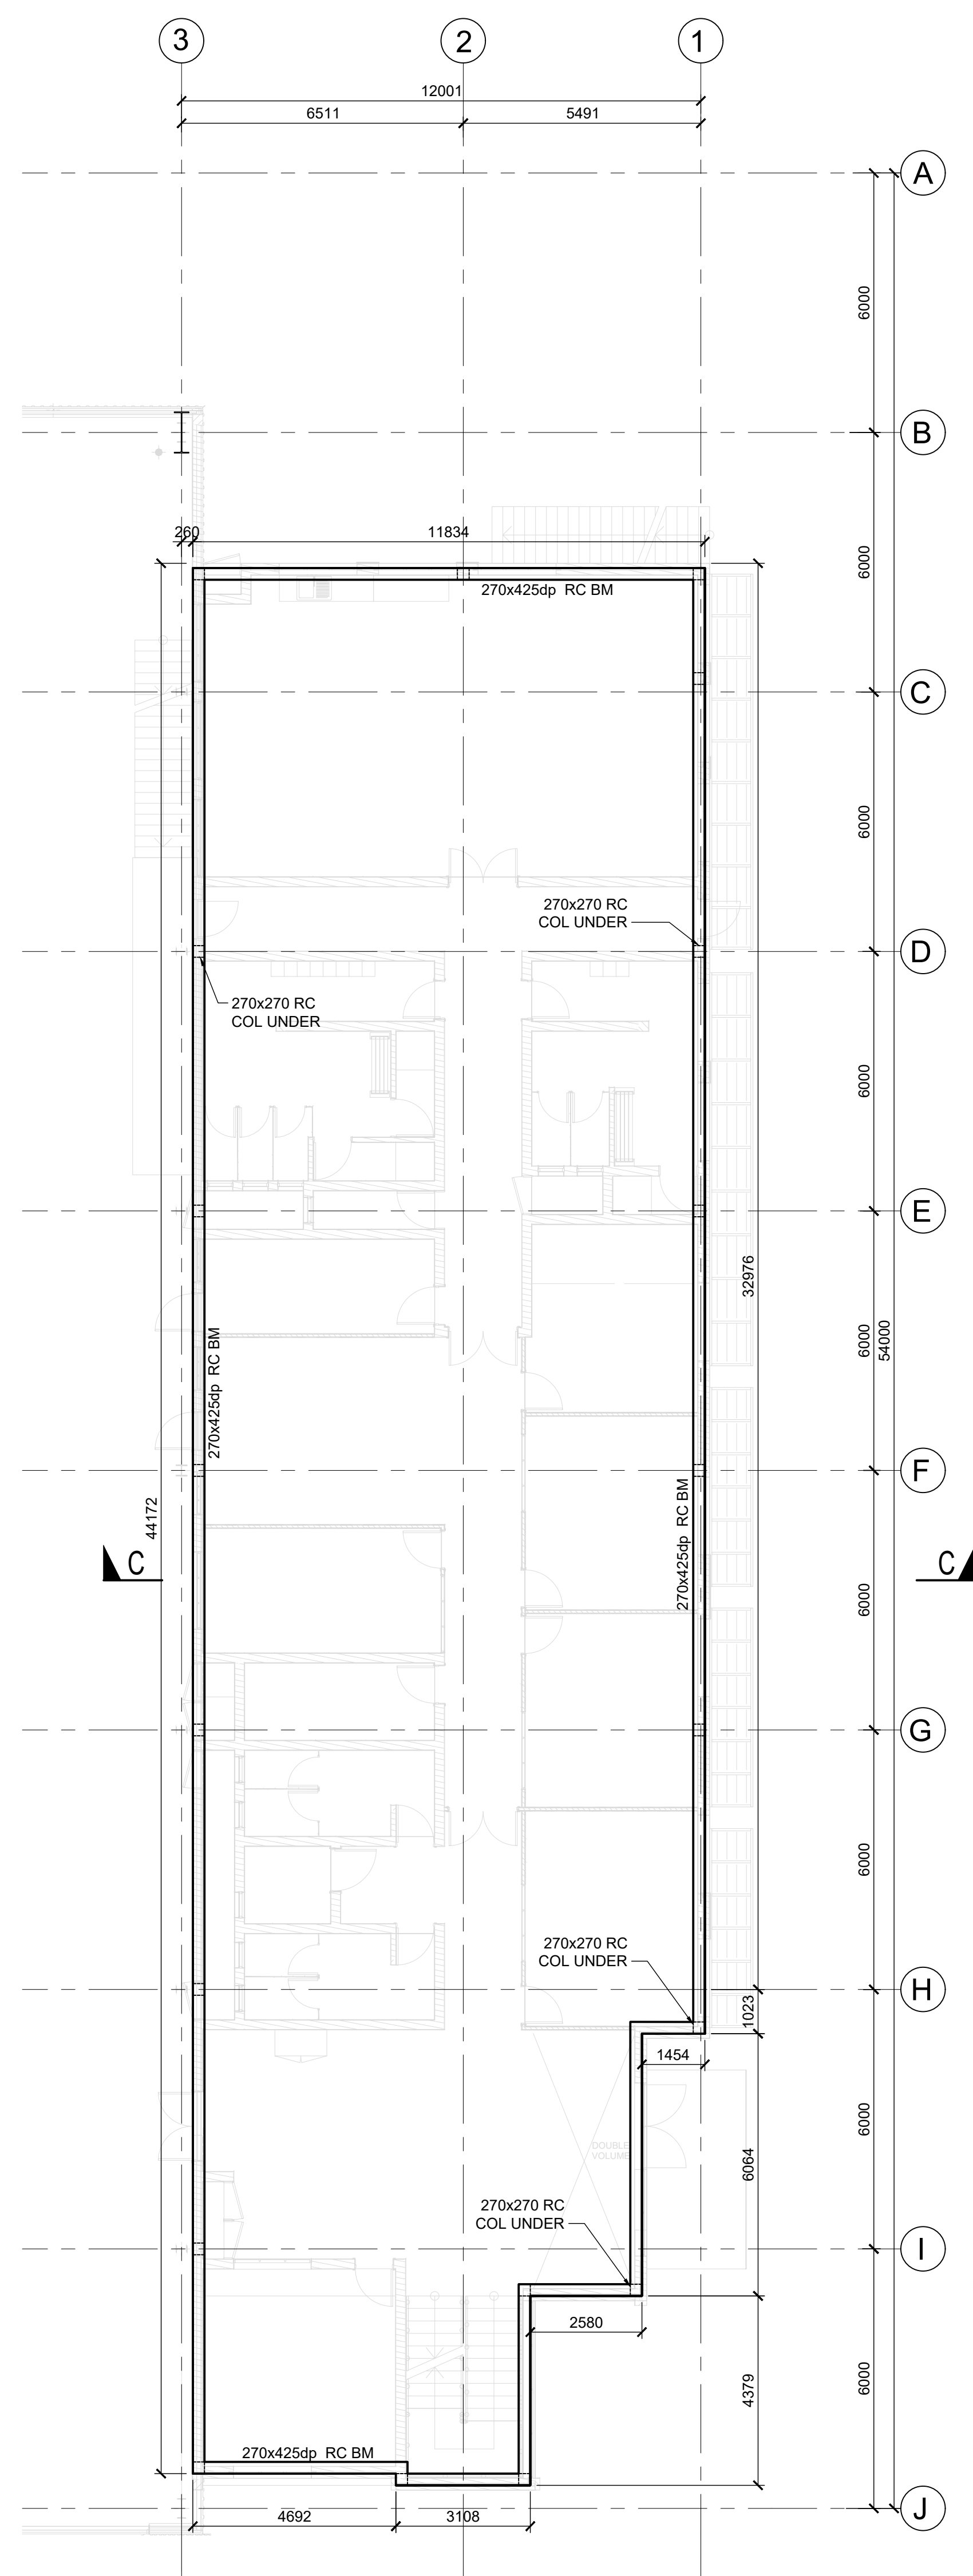 3
2
1
12001
6511
5491
A
6000
B
260
11834
6000
270x425dp RC BM
C
6000
270x270 RC
COL UNDER
D
270x270 RC
COL UNDER
6000
E
32976
6000
54000
270x425dp RC BM
F
270x425dp RC BM
44172
C
C
6000
G
6000
270x270 RC
COL UNDER
H
1023
1454
6000
DOUBLE
VOLUME
6064
270x270 RC
COL UNDER
I
2580
4379
6000
270x425dp RC BM
4692
3108
J